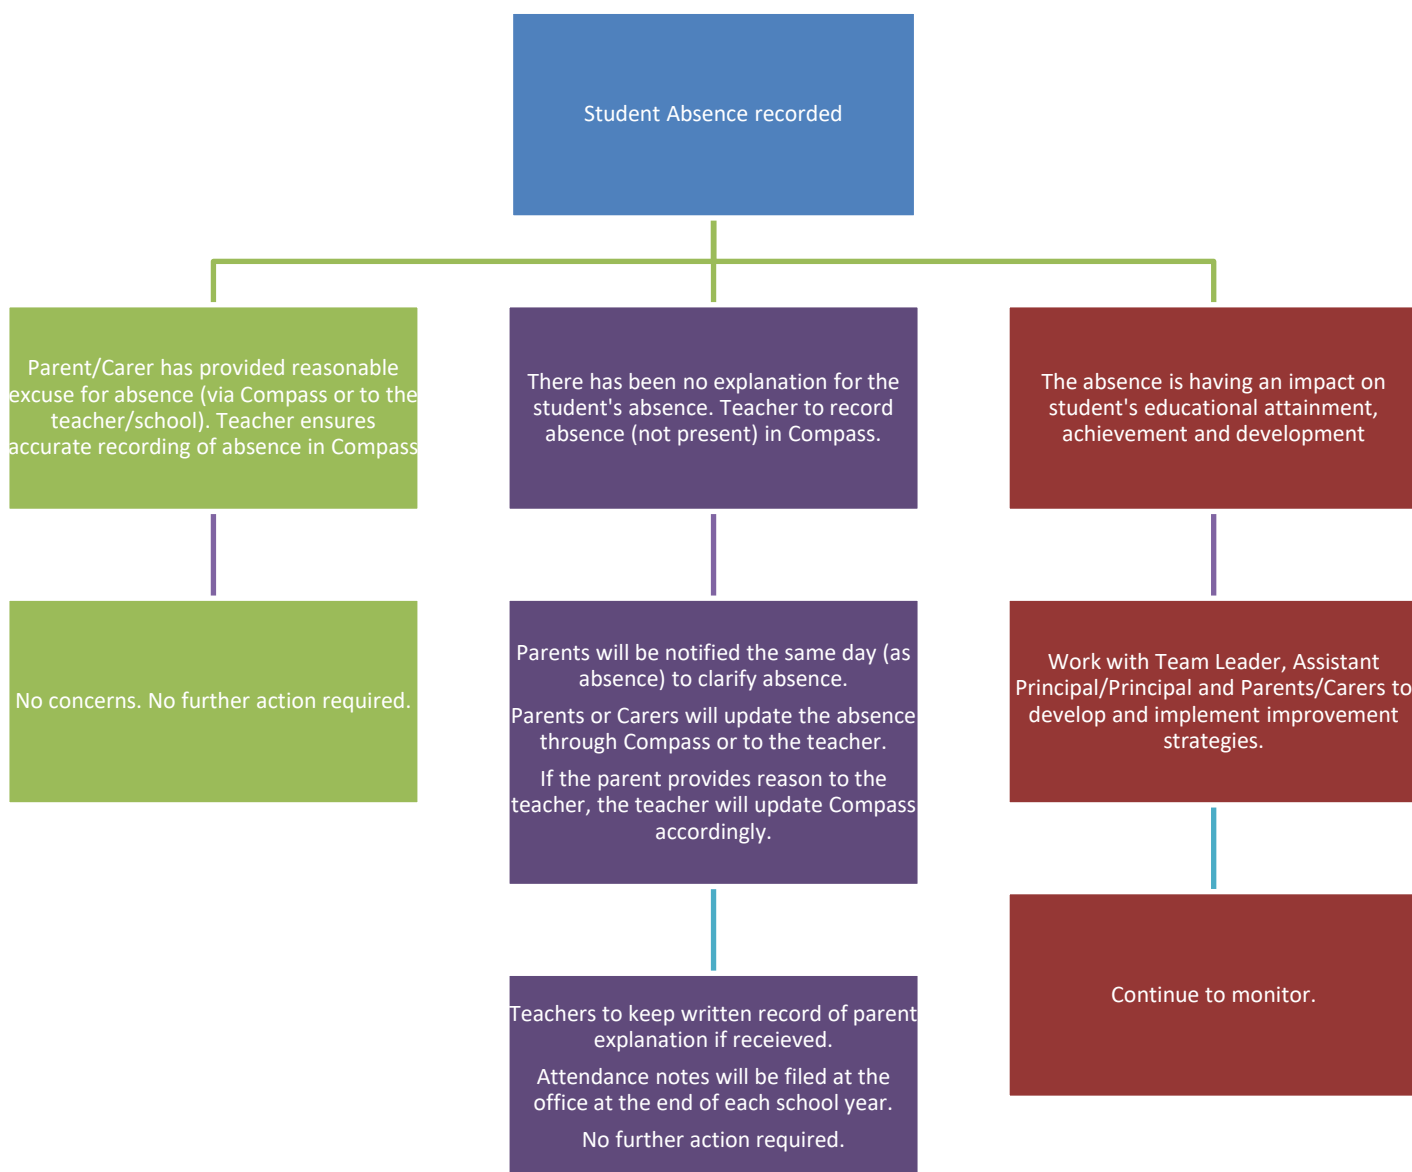 Student Absence recorded
Parent/Carer has provided reasonable
excuse for absence (via Compass or to the
teacher/school). Teacher ensures
accurate recording of absence in Compass
There has been no explanation for the
student's absence. Teacher to record
absence (not present) in Compass.
The absence is having an impact on
student's educational attainment,
achievement and development
No concerns. No further action required.
Parents will be notified the same day (as
absence) to clarify absence.
Parents or Carers will update the absence
through Compass or to the teacher.
If the parent provides reason to the
teacher, the teacher will update Compass
accordingly.
Work with Team Leader, Assistant
Principal/Principal and Parents/Carers to
develop and implement improvement
strategies.
Teachers to keep written record of parent
explanation if receieved.
Attendance notes will be filed at the
office at the end of each school year.
No further action required.
Continue to monitor.